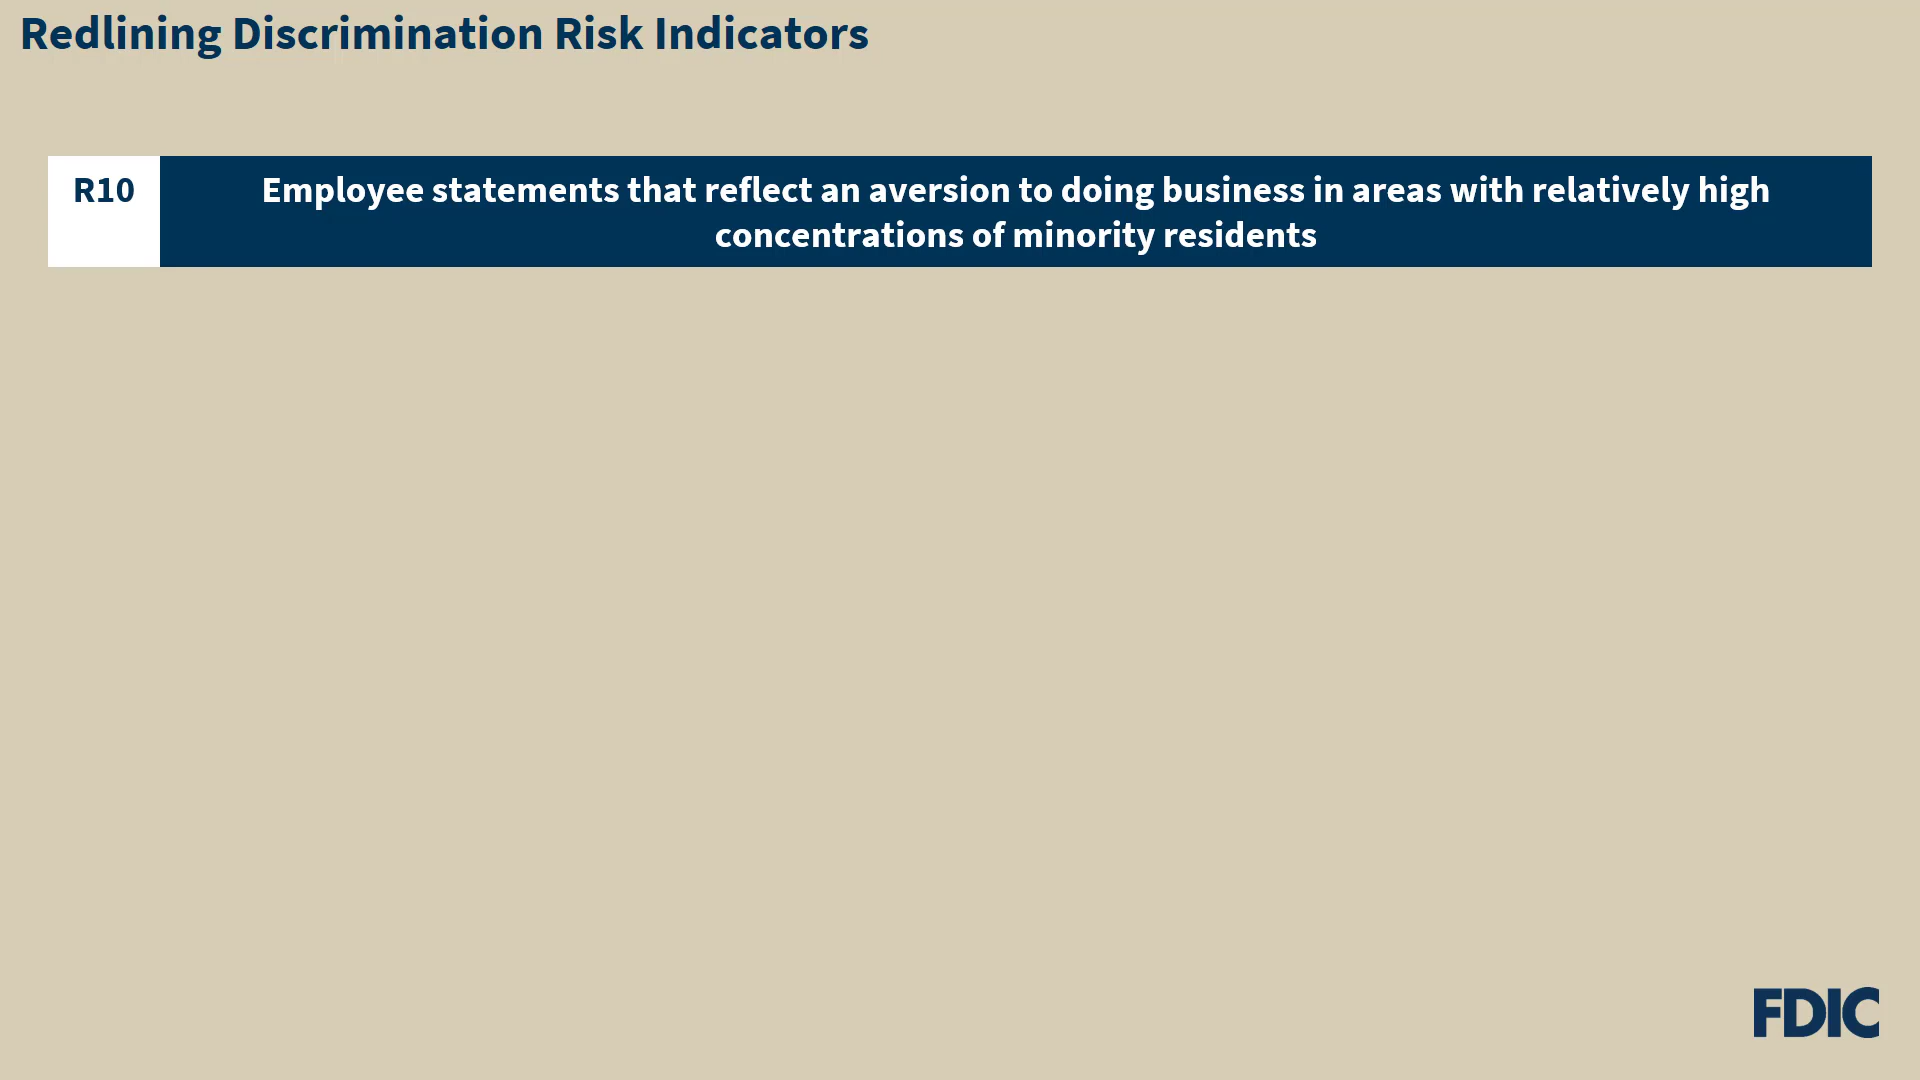 Redlining Discrimination Risk Indicators
R10
Employee statements that reflect an aversion to doing business in areas with relatively high
concentrations of minority residents
FDIC